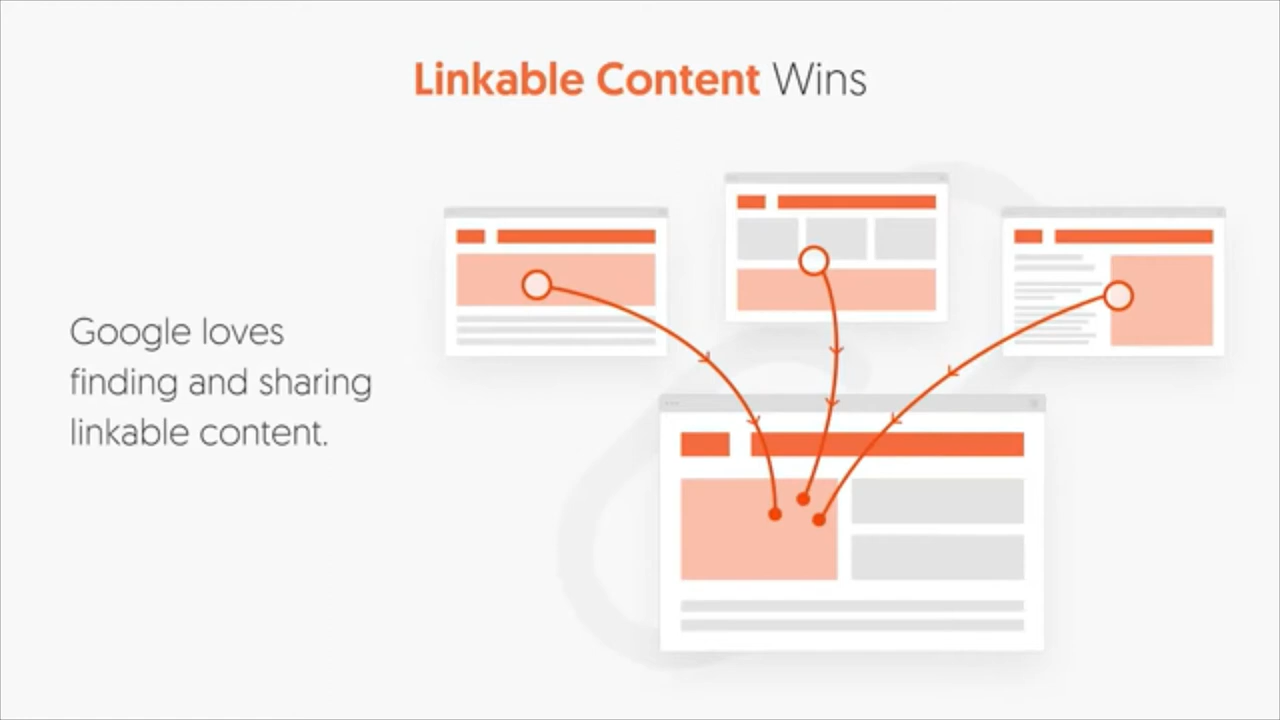 Linkable Content Wins
Google loves
finding and sharing
linkable content.